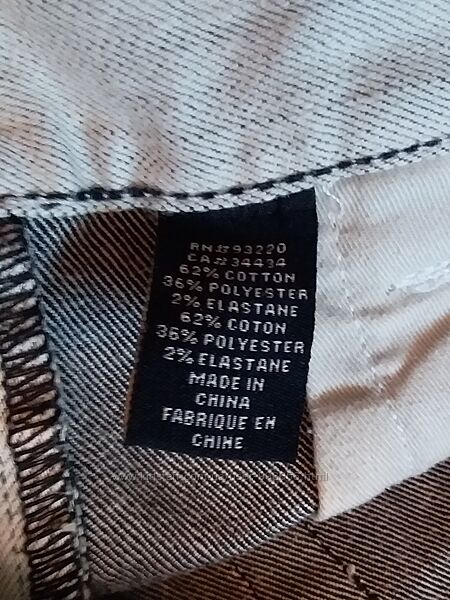 RN# 93220
CA# 34434
62% COTTON
36% POLYESTER
2% ELASTANE
62% COTON
36% POLYESTER
2% ELASTANE
MADE IN
CHINA
FABRIQUE EN
CHINE